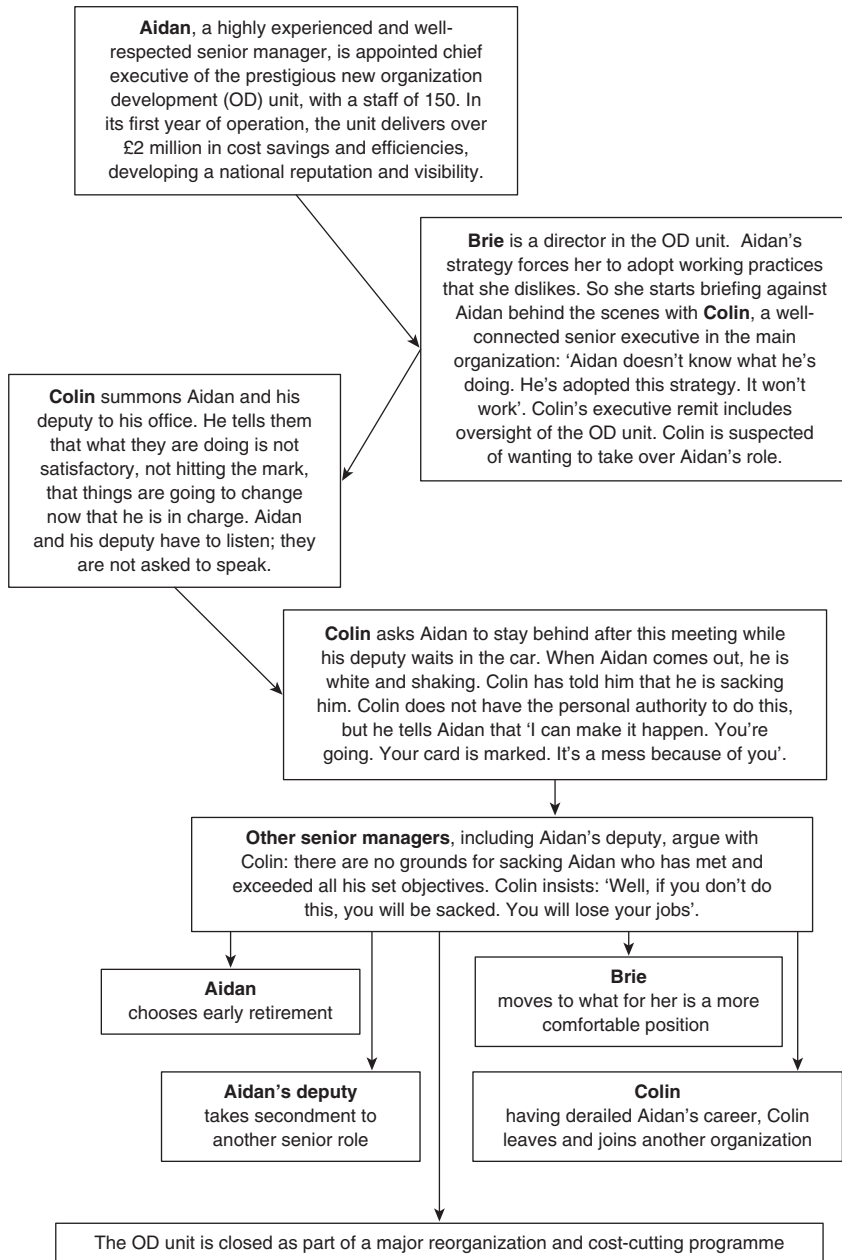 Aidan, a highly experienced and well-
respected senior manager, is appointed chief
executive of the prestigious new organization
development (OD) unit, with a staff of 150. In
its first year of operation, the unit delivers over
£2 million in cost savings and efficiencies,
developing a national reputation and visibility.
Brie is a director in the OD unit.  Aidan’s
strategy forces her to adopt working practices
that she dislikes. So she starts briefing against
Aidan behind the scenes with Colin, a well-
connected senior executive in the main
organization: ‘Aidan doesn’t know what he’s
doing. He’s adopted this strategy. It won’t
work’. Colin’s executive remit includes
oversight of the OD unit. Colin is suspected
of wanting to take over Aidan’s role.
Colin summons Aidan and his
deputy to his office. He tells them
that what they are doing is not
satisfactory, not hitting the mark,
that things are going to change
now that he is in charge. Aidan
and his deputy have to listen; they
are not asked to speak.
Colin asks Aidan to stay behind after this meeting while
his deputy waits in the car. When Aidan comes out, he is
white and shaking. Colin has told him that he is sacking
him. Colin does not have the personal authority to do this,
but he tells Aidan that ‘I can make it happen. You’re
going. Your card is marked. It’s a mess because of you’.
Other senior managers, including Aidan’s deputy, argue with
Colin: there are no grounds for sacking Aidan who has met and
exceeded all his set objectives. Colin insists: ‘Well, if you don’t do
this, you will be sacked. You will lose your jobs’.
Aidan
chooses early retirement
Brie
moves to what for her is a more
comfortable position
Aidan’s deputy
takes secondment to
another senior role
Colin
having derailed Aidan’s career, Colin
leaves and joins another organization
The OD unit is closed as part of a major reorganization and cost-cutting programme